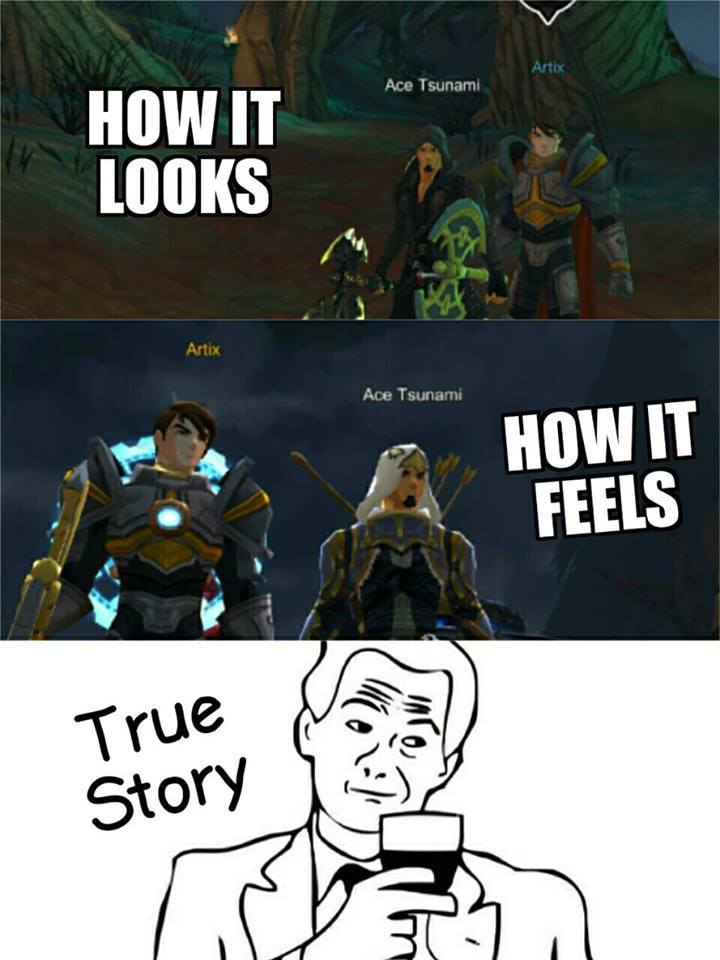 Artix
Ace Tsunami
HOW IT
LOOKS
Artix
Ace Tsunami
HOW IT
FEELS
True
Story